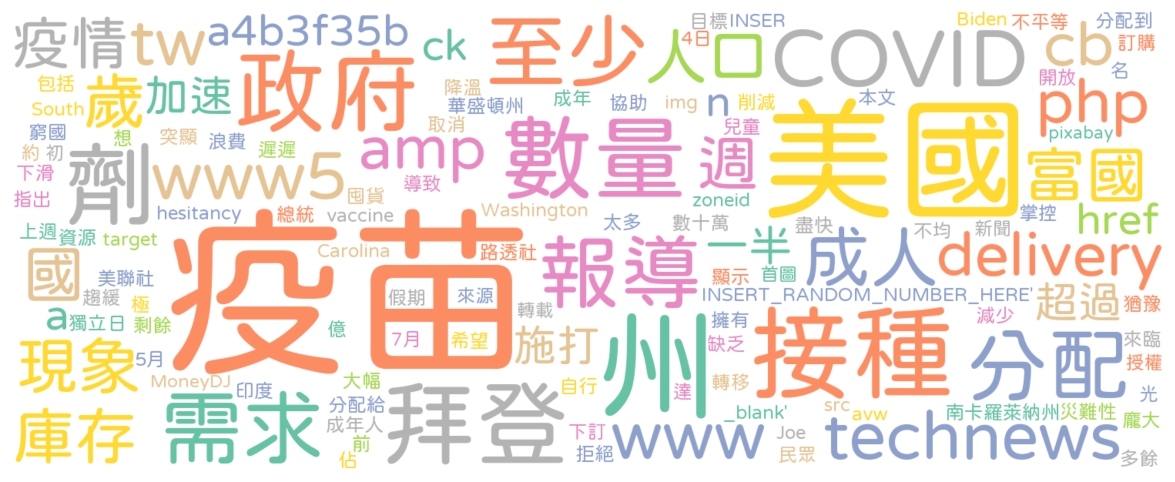 疫情
tw
a4b3f35b
ck
至少
目標
INSER
4日
人口
COVID
Biden
不平等
分配到
cb
訂購
名
包括
South
歲
加速
政府
降溫
華盛頓州
成年
協助
img
n
削減
本文
開放
php
pixabay
窮國
想
突顯
浪費
遲遲
取消
amp
數量
兒童
週
美國
富國
約
初
下滑
指出
劑
www5
導致
囤貨
zoneid
掌控
href
hesitancy
總統
vaccine
Washington
太多
數十萬
盡快
不均
新聞
上週
資源
target
疫苗
Carolina
路透社
報導
一半
成人
delivery
國
美聯社
趨緩
極
假期
來源
顯示
首圖
INSERT_RANDOM_NUMBER_HERE'
超過
猶豫
a
獨立日
剩餘
億
7月
希望
轉載
施打
州
擁有
缺乏
接種
減少
分配
來臨
授權
現象
5月
MoneyDJ
印度
大幅
自行
達
轉移
光
庫存
需求
分配給
成年人
前
佔
拜登
下訂
拒絕
www
_blank'
src
avw
Joe
民眾
technews
南卡羅萊納州
災難性
龐大
多餘